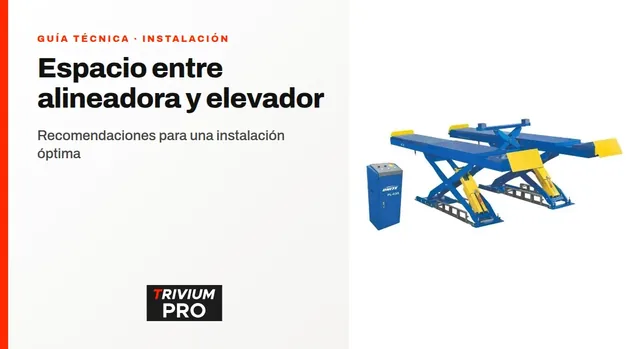 GUÍA TÉCNICA · INSTALACIÓN
Espacio entre
alineadora y elevador
Recomendaciones para una instalación
óptima
TRIVIUM
PRO